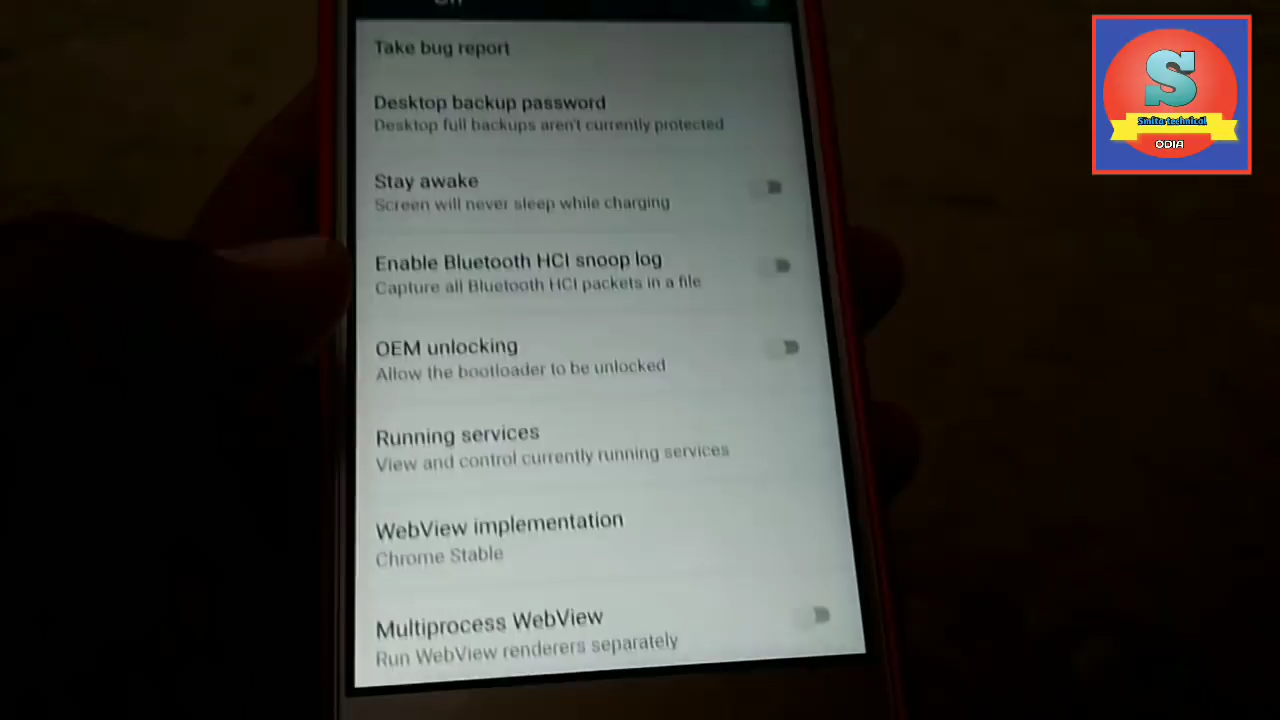 On
Take bug report
Desktop backup password
Desktop full backups aren't currently protected
Stay awake
Screen will never sleep while charging
Enable Bluetooth HCI snoop log
Capture all Bluetooth HCI packets in a file
OEM unlocking
Allow the bootloader to be unlocked
Running services
View and control currently running services
WebView implementation
Chrome Stable
Multiprocess WebView
Run WebView renderers separately
S
Sinita technical
ODIA